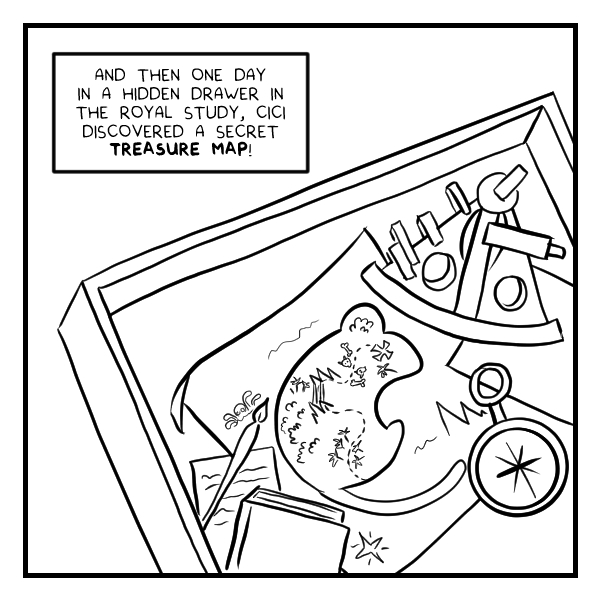 AND THEN ONE DAY
IN A HIDDEN DRAWER IN
THE ROYAL STUDY, CICI
DISCOVERED A SECRET
TREASURE MAP!